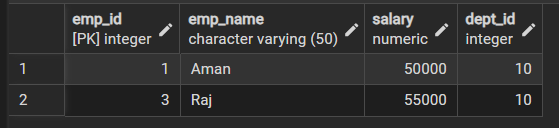 emp_id emp_name salary dept_id
[PK] integer character varying (50) numeric integer
1 1 Aman 50000 10
2 3 Raj 55000 10